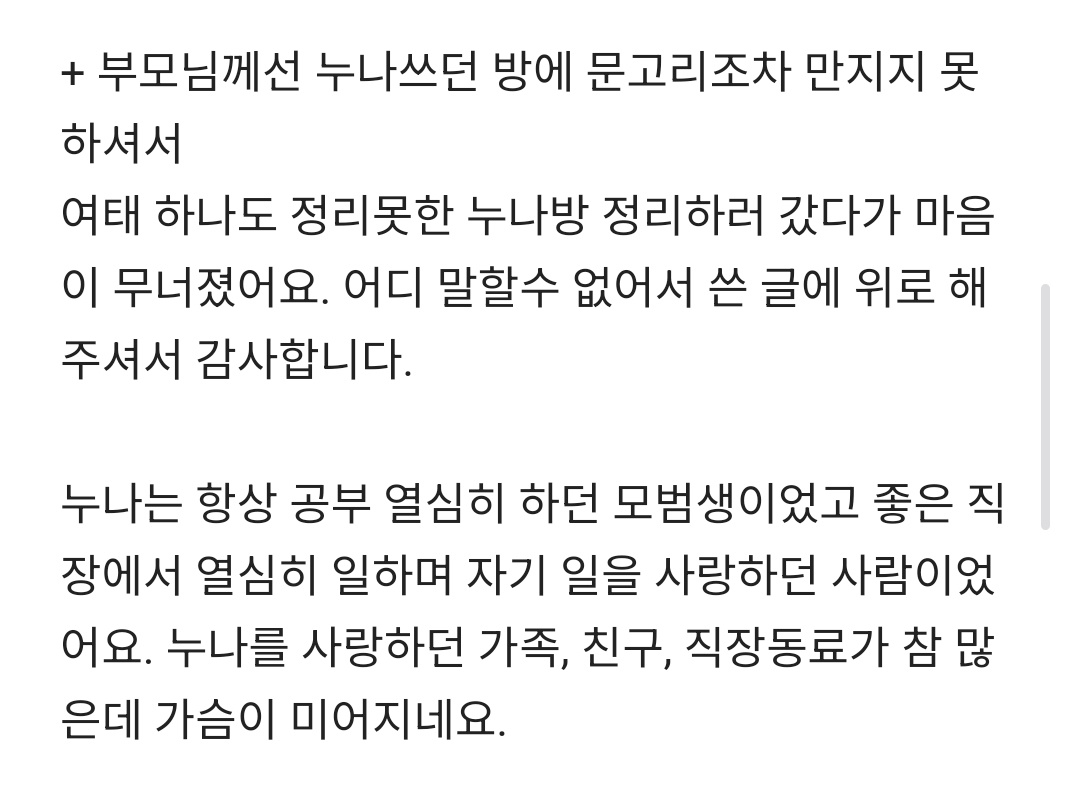 + 부모님께선 누나쓰던 방에 문고리조차 만지지 못
하셔서
여태 하나도 정리못한 누나방 정리하러 갔다가 마음
이 무너졌어요. 어디 말할수 없어서 쓴 글에 위로 해
주셔서 감사합니다.
누나는 항상 공부 열심히 하던 모범생이었고 좋은 직
장에서 열심히 일하며 자기 일을 사랑하던 사람이었
어요. 누나를 사랑하던 가족, 친구, 직장동료가 참 많
은데 가슴이 미어지네요.